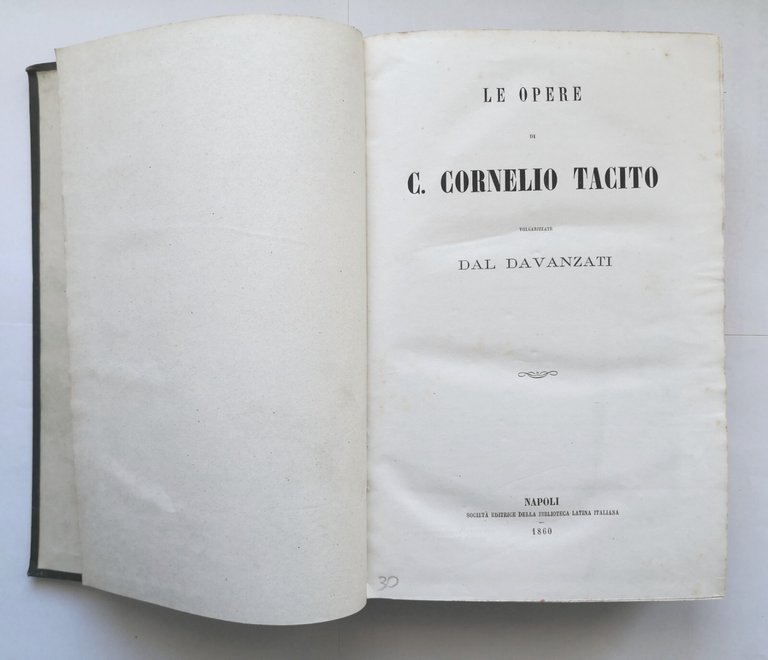 LE OPERE
DI
C. CORNELIO TACITO
VOLGARIZZATE
DAL DAVANZATI
NAPOLI
SOCIETÀ EDITRICE DELLA BIBLIOTECA LATINA ITALIANA
1860
30